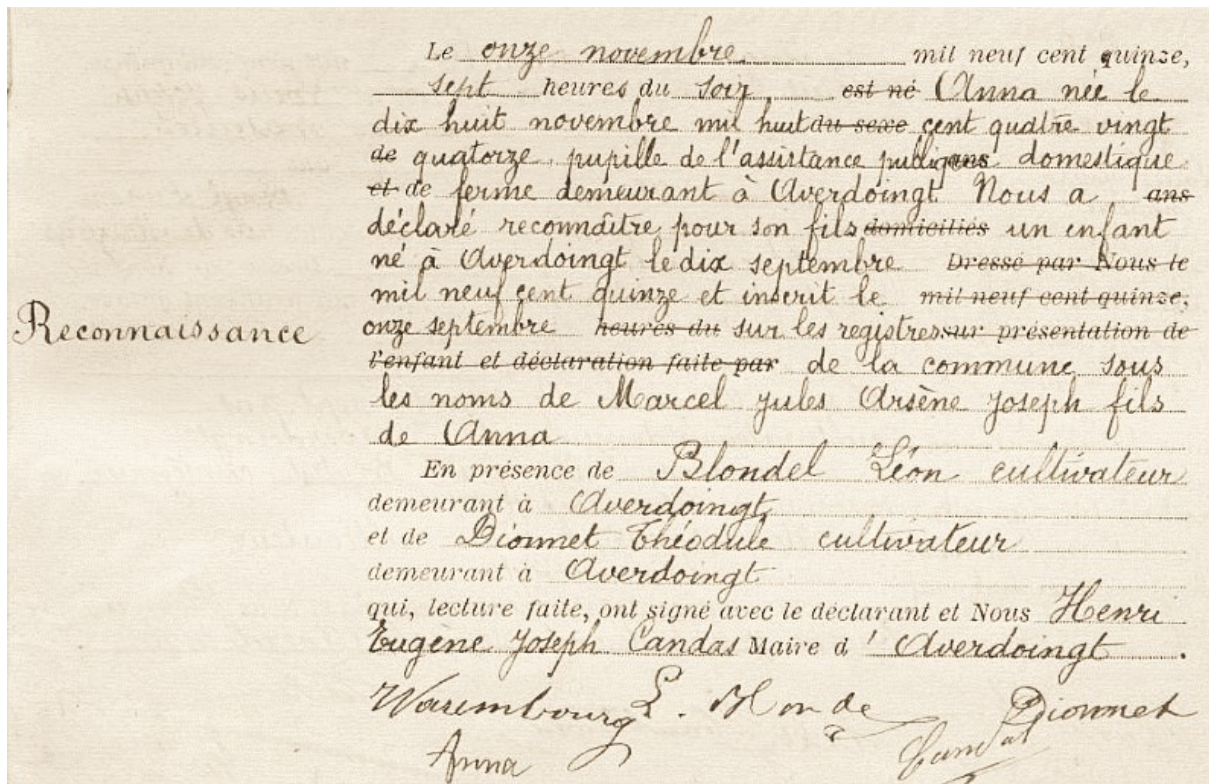 Le onze novembre mil neuf cent quinze,
sept heures du soir, est né Anna née le
dix huit novembre mil huit du sexe cent quatre vingt
de quatorze pupille de l'assistance publique domestique
et de ferme demeurant à Averdoingt Nous a ans
déclaré reconnaître pour son fils domiciliés un enfant
né à Averdoingt le dix septembre Dressé par Nous le
mil neuf cent quinze et inscrit le mil neuf cent quinze,
Reconnaissance
onze septembre heures du sur les registres sur présentation de
l'enfant et déclaration faite par de la commune sous
les noms de Marcel Jules Arsène Joseph fils
de Anna
En présence de Blondel Léon cultivateur
demeurant à Averdoingt
et de Dionnet Théodule cultivateur
demeurant à Averdoingt
qui, lecture faite, ont signé avec le déclarant et Nous Henri
Eugène Joseph Candas Maire d' Averdoingt.
Warembourg L. Dionnet
Anna Candas